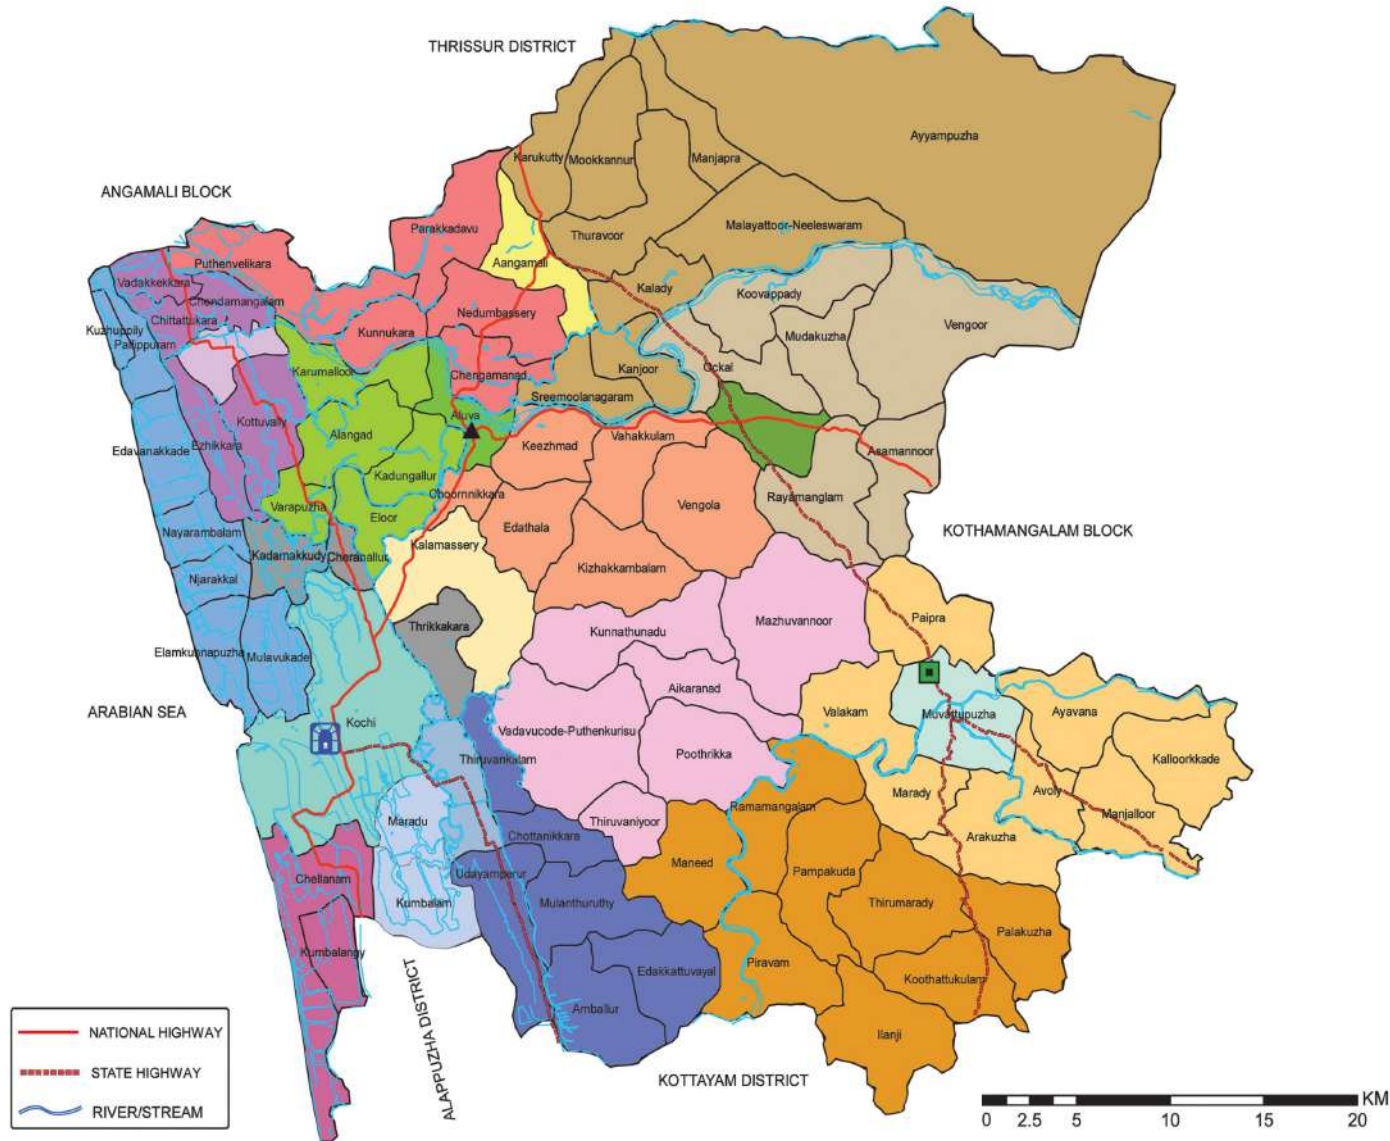 THRISSUR DISTRICT
Ayyampuzha
Karukutty
Mookkannur
Manjapra
ANGAMALI BLOCK
Parakkadavu
Malayattoor-Neeleswaram
Thuravoor
Puthenvelikara
Aangamali
Vadakkekkara
Kalady
Koovappady
Chendamangalam
Chittattukara
Nedumbassery
Vengoor
Kuzhuppily
Kunnukara
Mudakuzha
Pallippuram
Karumalloor
Chengamanad
Kanjoor
Ockal
Sreemoolanagaram
Kottuvally
Aluva
Alangad
Vahakkulam
Ezhikkara
Keezhmad
Edavanakkade
Asamannoor
Kadungallur
Choornnikkara
Rayamanglam
Varapuzha
Vengola
Eloor
Edathala
Nayarambalam
KOTHAMANGALAM BLOCK
Kalamassery
Kadamakkudy
Cheranallur
Kizhakkambalam
Njarakkal
Paipra
Mazhuvannoor
Thrikkakara
Kunnathunadu
Elamkunnapuzha
Mulavukade
Aikaranad
ARABIAN SEA
Valakam
Muvattupuzha
Ayavana
Kochi
Vadavucode-Puthenkurisu
Poothrikka
Kalloorkkade
Thiruvankulam
Marady
Avoly
Ramamangalam
Manjalloor
Maradu
Thiruvaniyoor
Chottanikkara
Arakuzha
Maneed
Pampakuda
Chellanam
Udayamperur
Kumbalam
Mulanthuruthy
Thirumarady
Palakuzha
Kumbalangy
Edakkattuvayal
Piravam
Koothattukulam
Amballur
ALAPPUZHA DISTRICT
Ilanji
KOTTAYAM DISTRICT
NATIONAL HIGHWAY
STATE HIGHWAY
RIVER/STREAM
KM
0 2.5 5 10 15 20